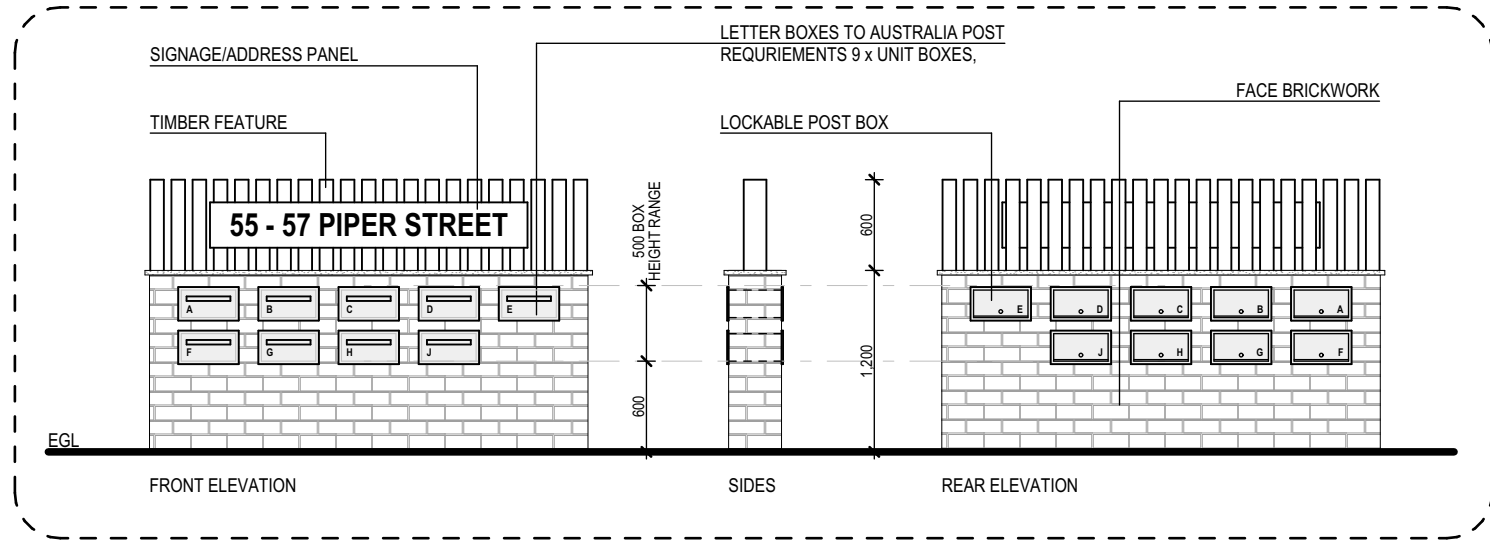 SIGNAGE/ADDRESS PANEL
LETTER BOXES TO AUSTRALIA POST
REQURIEMENTS 9 x UNIT BOXES,
FACE BRICKWORK
TIMBER FEATURE
LOCKABLE POST BOX
55 - 57 PIPER STREET
500 BOX
HEIGHT RANGE
600
600
1,200
A B C D E
F G H J
E D C B A
J H G F
EGL
FRONT ELEVATION
SIDES
REAR ELEVATION